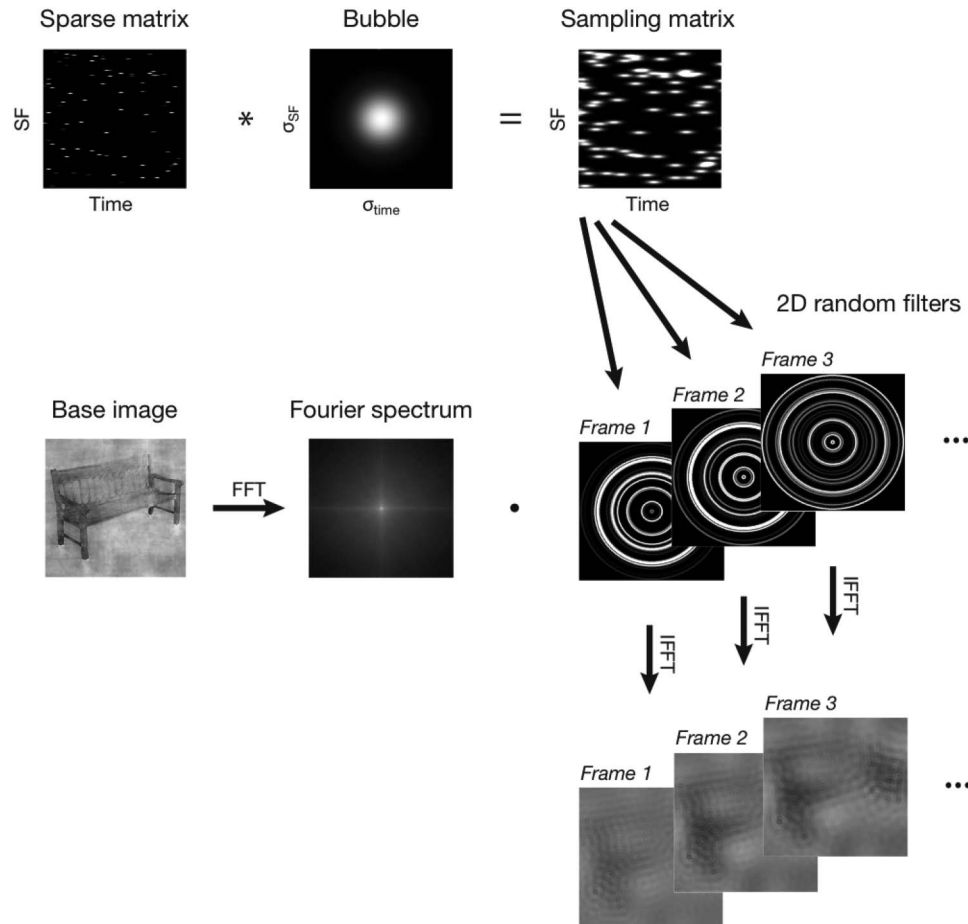 Sparse matrix
Bubble
Sampling matrix
SF
*
σSF
=
SF
Time
σtime
Time
2D random filters
Frame 3
Frame 2
Frame 1
...
Base image
Fourier spectrum
FFT
•
IFFT
IFFT
IFFT
Frame 3
Frame 2
Frame 1
...